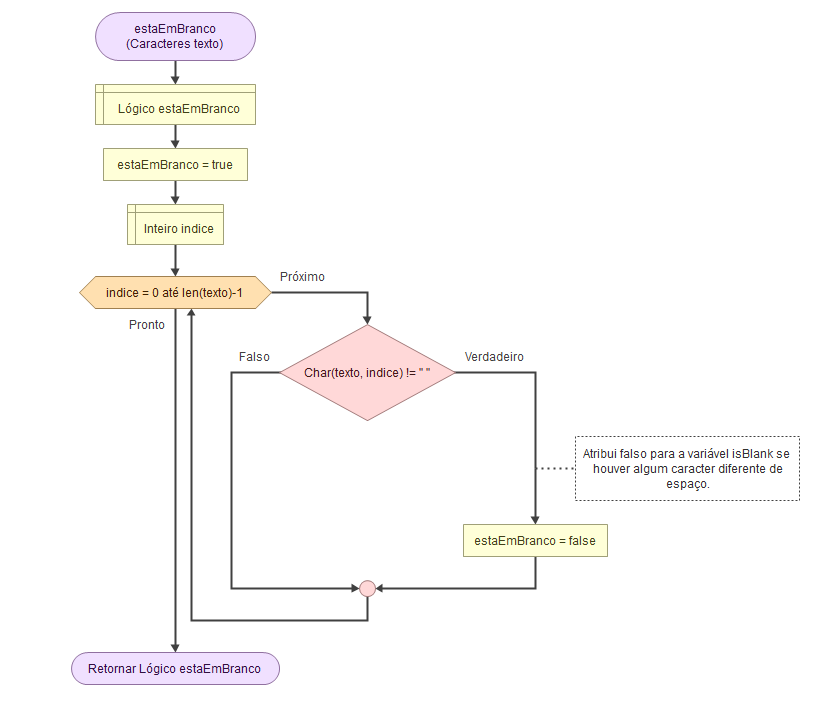 estaEmBranco
(Caracteres texto)
Lógico estaEmBranco
estaEmBranco = true
Inteiro indice
indice = 0 até len(texto)-1
Próximo
Pronto
Falso
Char(texto, indice) != " "
Verdadeiro
Atribui falso para a variável isBlank se
houver algum caracter diferente de
espaço.
estaEmBranco = false
Retornar Lógico estaEmBranco